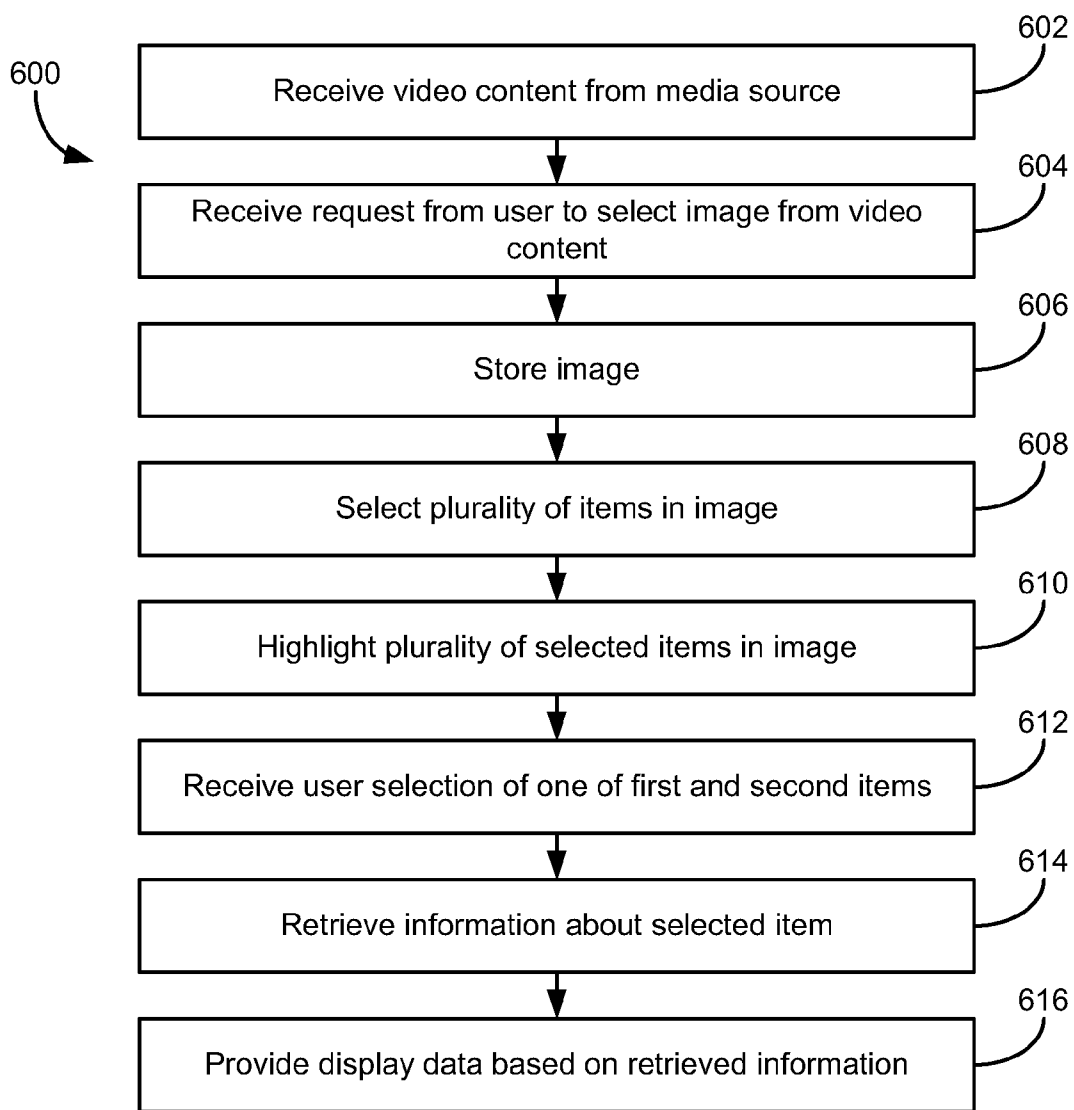 602
600
Receive video content from media source
604
Receive request from user to select image from video
content
606
Store image
608
Select plurality of items in image
610
Highlight plurality of selected items in image
612
Receive user selection of one of first and second items
614
Retrieve information about selected item
616
Provide display data based on retrieved information